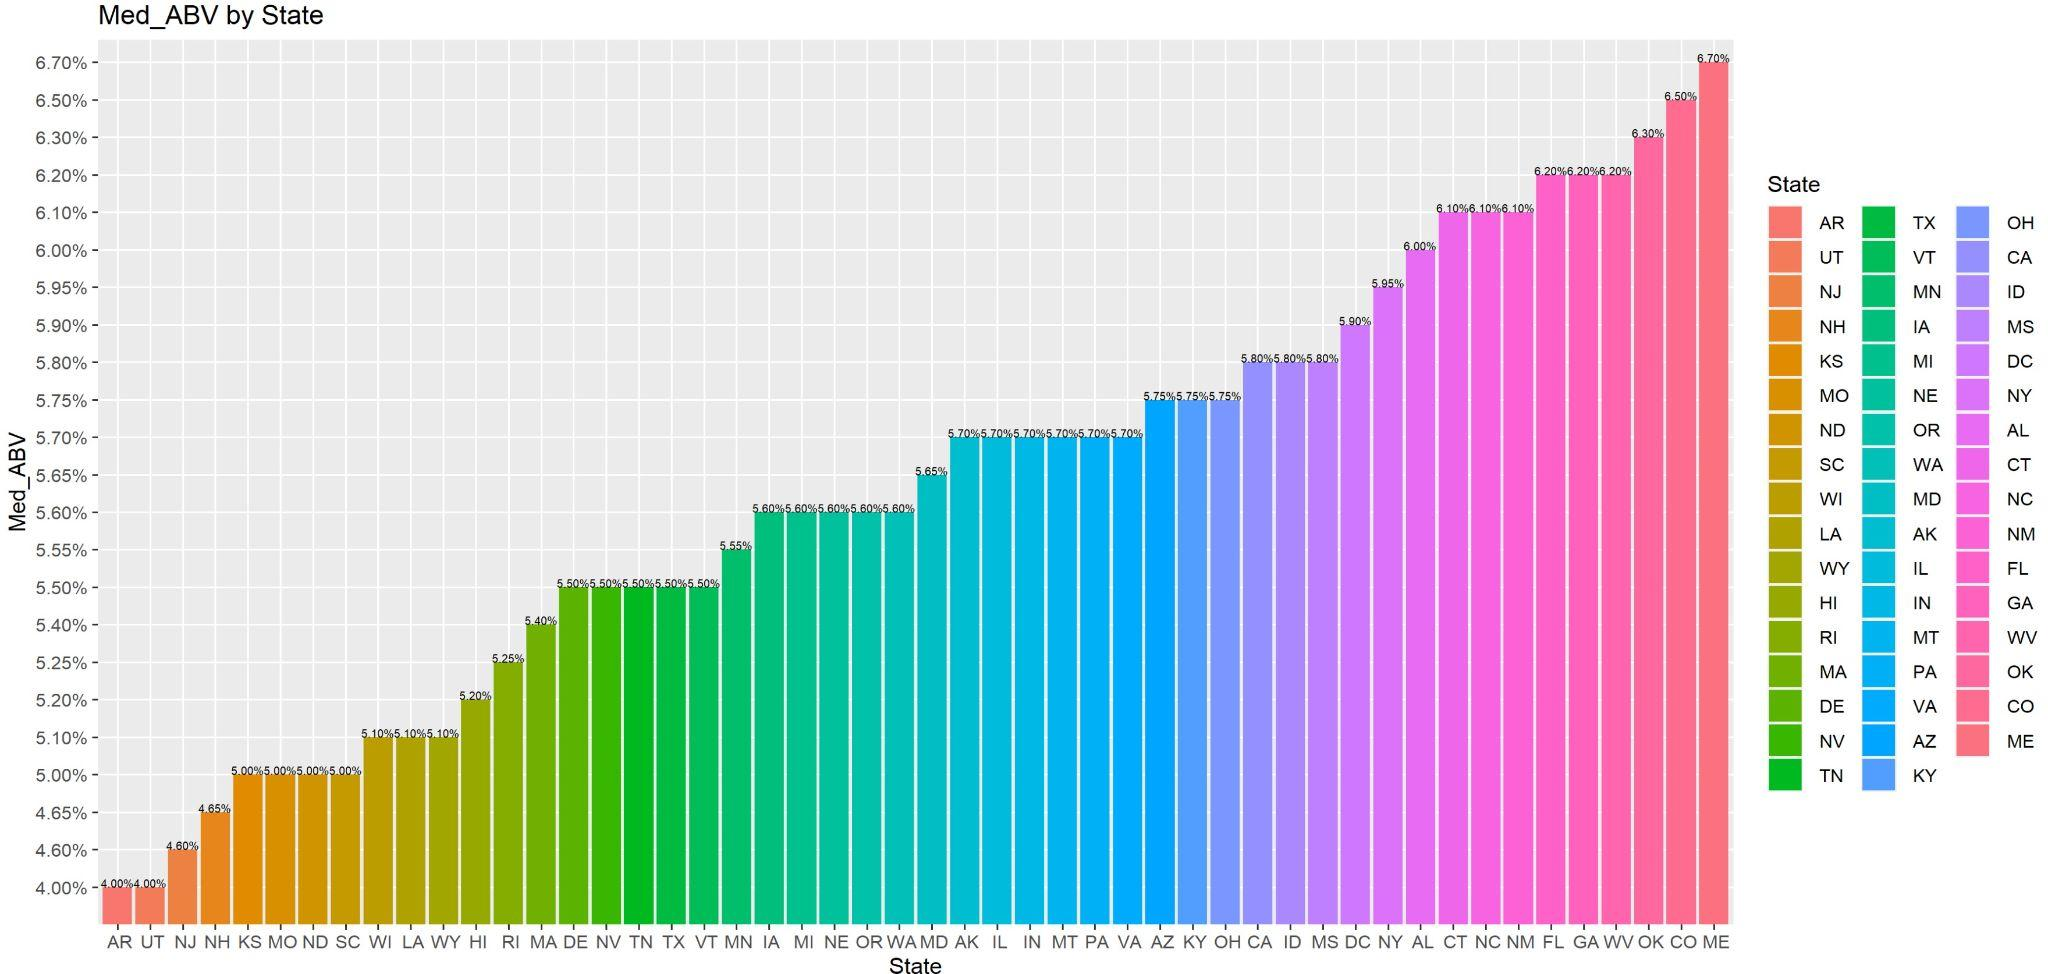 Med_ABV by State
6.70%
6.50%
6.30%
6.20%
6.10%
6.00%
5.95%
5.90%
5.80%
5.75%
5.70%
5.65%
5.60%
5.55%
5.50%
5.40%
5.25%
5.20%
5.10%
5.00%
4.65%
4.60%
4.00%
Med_ABV
4.00% 4.00% 4.60% 4.65% 5.00% 5.00% 5.00% 5.00% 5.10% 5.10% 5.10% 5.20% 5.25% 5.40% 5.50% 5.50% 5.50% 5.50% 5.50% 5.55% 5.60% 5.60% 5.60% 5.60% 5.60% 5.65% 5.70% 5.70% 5.70% 5.70% 5.70% 5.70% 5.75% 5.75% 5.75% 5.80% 5.80% 5.80% 5.90% 5.95% 6.00% 6.10% 6.10% 6.10% 6.20% 6.20% 6.20% 6.30% 6.50% 6.70%
AR UT NJ NH KS MO ND SC WI LA WY HI RI MA DE NV TN TX VT MN IA MI NE OR WA MD AK IL IN MT PA VA AZ KY OH CA ID MS DC NY AL CT NC NM FL GA WV OK CO ME
State
State
AR TX OH
UT VT CA
NJ MN ID
NH IA MS
KS MI DC
MO NE NY
ND OR AL
SC WA CT
WI MD NC
LA AK NM
WY IL FL
HI IN GA
RI MT WV
MA PA OK
DE VA CO
NV AZ ME
TN KY